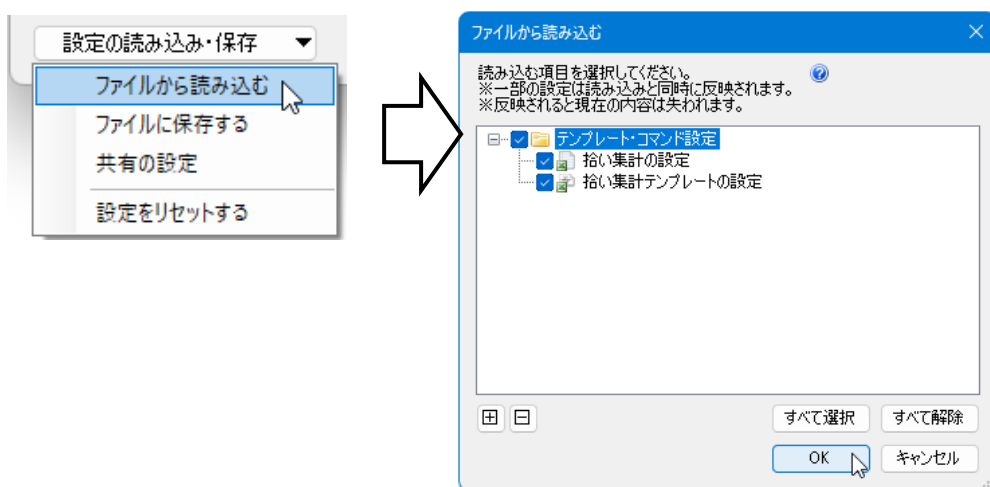 設定の読み込み・保存
ファイルから読み込む
ファイルに保存する
共有の設定
設定をリセットする
ファイルから読み込む
読み込む項目を選択してください。
※一部の設定は読み込みと同時に反映されます。
※反映されると現在の内容は失われます。
テンプレート・コマンド設定
拾い集計の設定
拾い集計テンプレートの設定
すべて選択 すべて解除
OK キャンセル